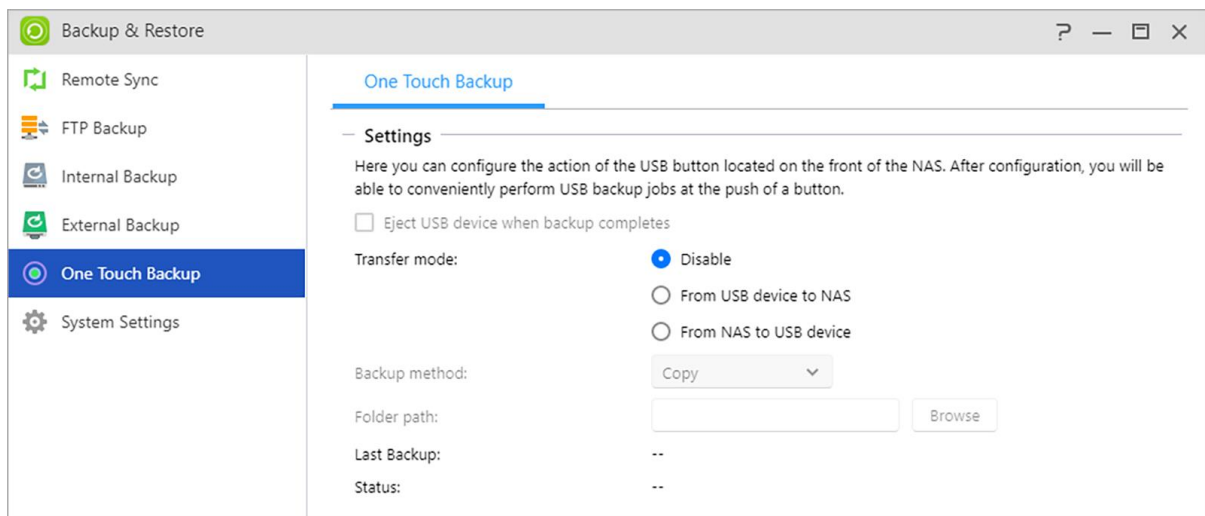 Backup & Restore
Remote Sync
FTP Backup
Internal Backup
External Backup
One Touch Backup
System Settings
One Touch Backup
Settings
Here you can configure the action of the USB button located on the front of the NAS. After configuration, you will be
able to conveniently perform USB backup jobs at the push of a button.
Eject USB device when backup completes
Transfer mode:
Disable
From USB device to NAS
From NAS to USB device
Backup method: Copy
Folder path: Browse
Last Backup: --
Status: --